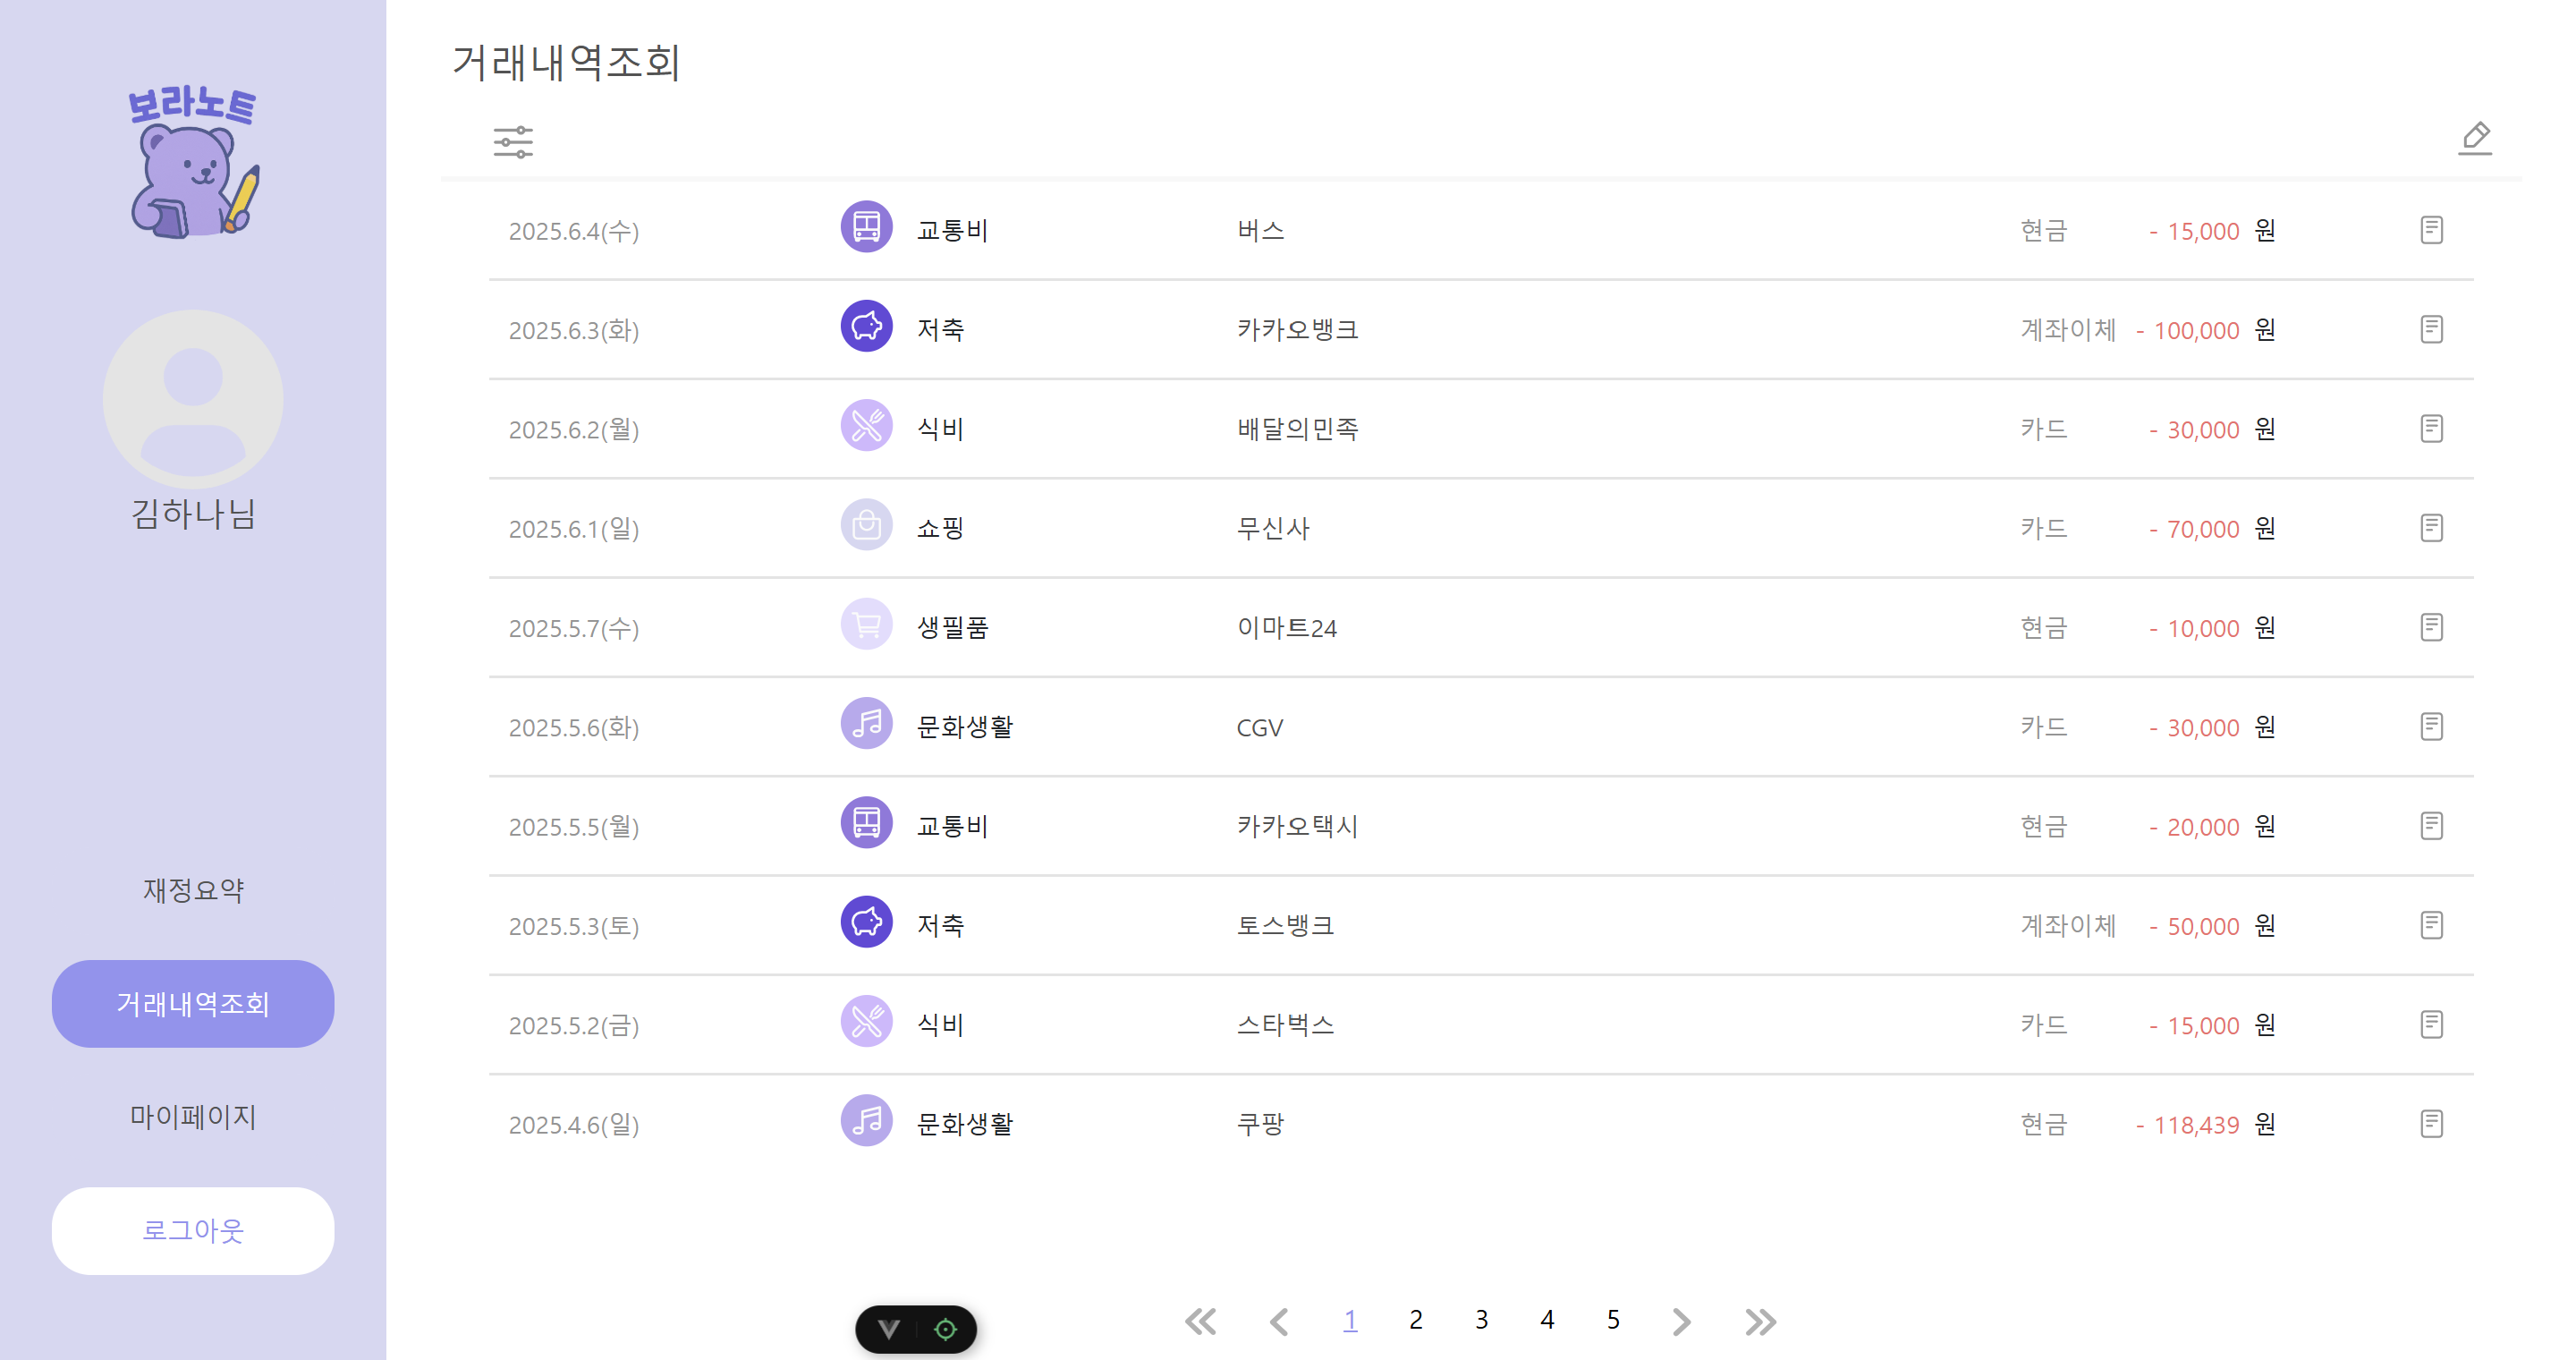 보라노트
김하나님
재정요약
거래내역조회
마이페이지
로그아웃
거래내역조회
2025.6.4(수) 교통비 버스 현금 - 15,000 원
2025.6.3(화) 저축 카카오뱅크 계좌이체 - 100,000 원
2025.6.2(월) 식비 배달의민족 카드 - 30,000 원
2025.6.1(일) 쇼핑 무신사 카드 - 70,000 원
2025.5.7(수) 생필품 이마트24 현금 - 10,000 원
2025.5.6(화) 문화생활 CGV 카드 - 30,000 원
2025.5.5(월) 교통비 카카오택시 현금 - 20,000 원
2025.5.3(토) 저축 토스뱅크 계좌이체 - 50,000 원
2025.5.2(금) 식비 스타벅스 카드 - 15,000 원
2025.4.6(일) 문화생활 쿠팡 현금 - 118,439 원
1 2 3 4 5